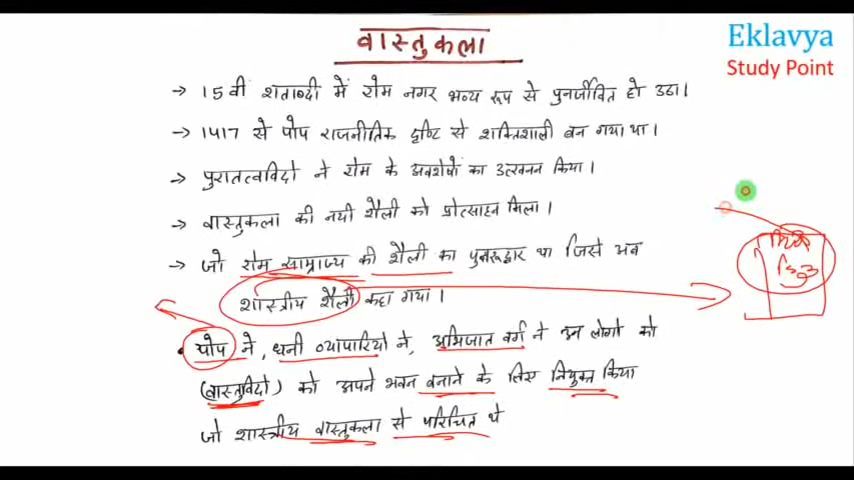 वास्तुकला
Eklavya
Study Point
→ 15वी शताब्दी में रोम नगर भव्य रूप से पुनर्जीवित हो उठा।
→ 1417 से पोप राजनीतिक दृष्टि से शक्तिशाली बन गया था।
→ पुरातत्वविदो ने रोम के अवशेषों का उत्खनन किया।
→ वास्तुकला की नयी शैली को प्रोत्साहन मिला।
→ जो रोम साम्राज्य की शैली का पुनरूद्धार था जिसे अब
शास्त्रीय शैली कहा गया।
• पोप ने, धनी व्यापारियो ने, अभिजात वर्ग ने उन लोगो को
(वास्तुविदो) को अपने भवन बनाने के लिए नियुक्त किया
जो शास्त्रीय वास्तुकला से परिचित थे